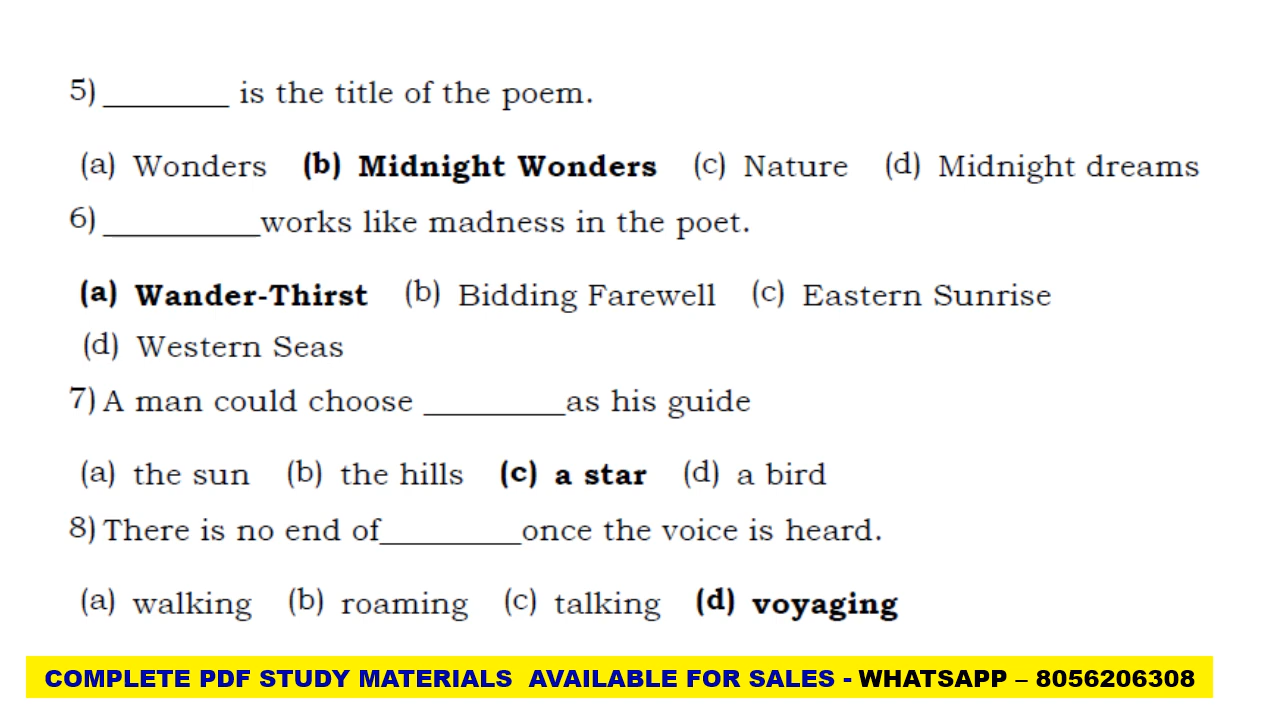 5) ________ is the title of the poem.
(a) Wonders (b) Midnight Wonders (c) Nature (d) Midnight dreams
6) __________works like madness in the poet.
(a) Wander-Thirst (b) Bidding Farewell (c) Eastern Sunrise
(d) Western Seas
7) A man could choose _________as his guide
(a) the sun (b) the hills (c) a star (d) a bird
8) There is no end of_________once the voice is heard.
(a) walking (b) roaming (c) talking (d) voyaging
COMPLETE PDF STUDY MATERIALS AVAILABLE FOR SALES - WHATSAPP – 8056206308